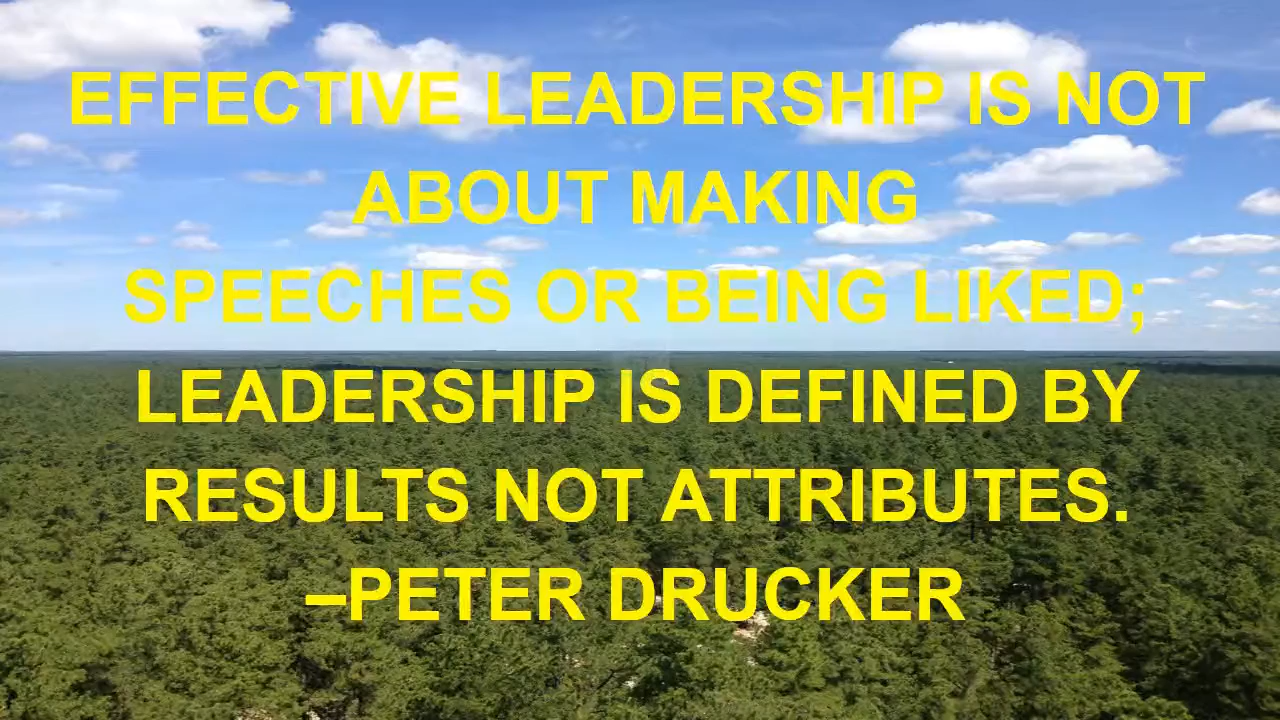 EFFECTIVE LEADERSHIP IS NOT
ABOUT MAKING
SPEECHES OR BEING LIKED;
LEADERSHIP IS DEFINED BY
RESULTS NOT ATTRIBUTES.
–PETER DRUCKER